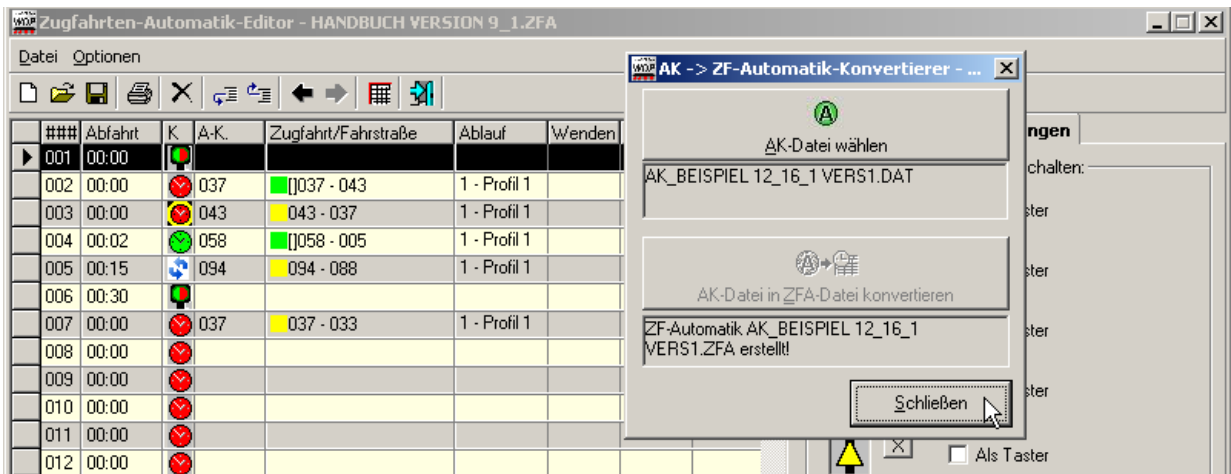 Zugfahrten-Automatik-Editor - HANDBUCH VERSION 9_1.ZFA
Datei Optionen
### Abfahrt K A-K. Zugfahrt/Fahrstraße Ablauf Wenden
001 00:00
002 00:00 037 []037 - 043 1 - Profil 1
003 00:00 043 043 - 037 1 - Profil 1
004 00:02 058 []058 - 005 1 - Profil 1
005 00:15 094 094 - 088 1 - Profil 1
006 00:30
007 00:00 037 037 - 033 1 - Profil 1
008 00:00
009 00:00
010 00:00
011 00:00
012 00:00
AK -> ZF-Automatik-Konvertierer - ...
AK-Datei wählen
AK_BEISPIEL 12_16_1 VERS1.DAT
AK-Datei in ZFA-Datei konvertieren
ZF-Automatik AK_BEISPIEL 12_16_1
VERS1.ZFA erstellt!
Schließen
ngen
chalten:
ster
ster
ster
ster
X
Als Taster